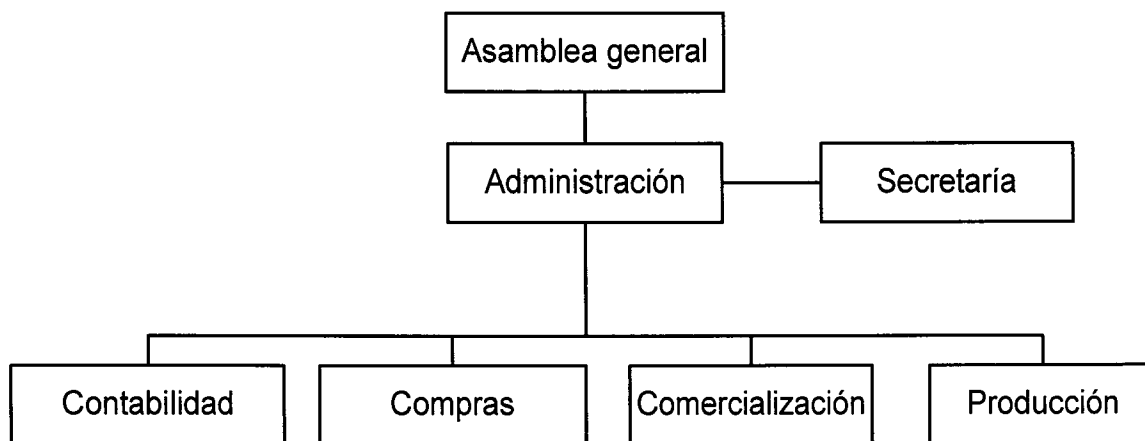 Asamblea general
Administración
Secretaría
Contabilidad
Compras
Comercialización
Producción